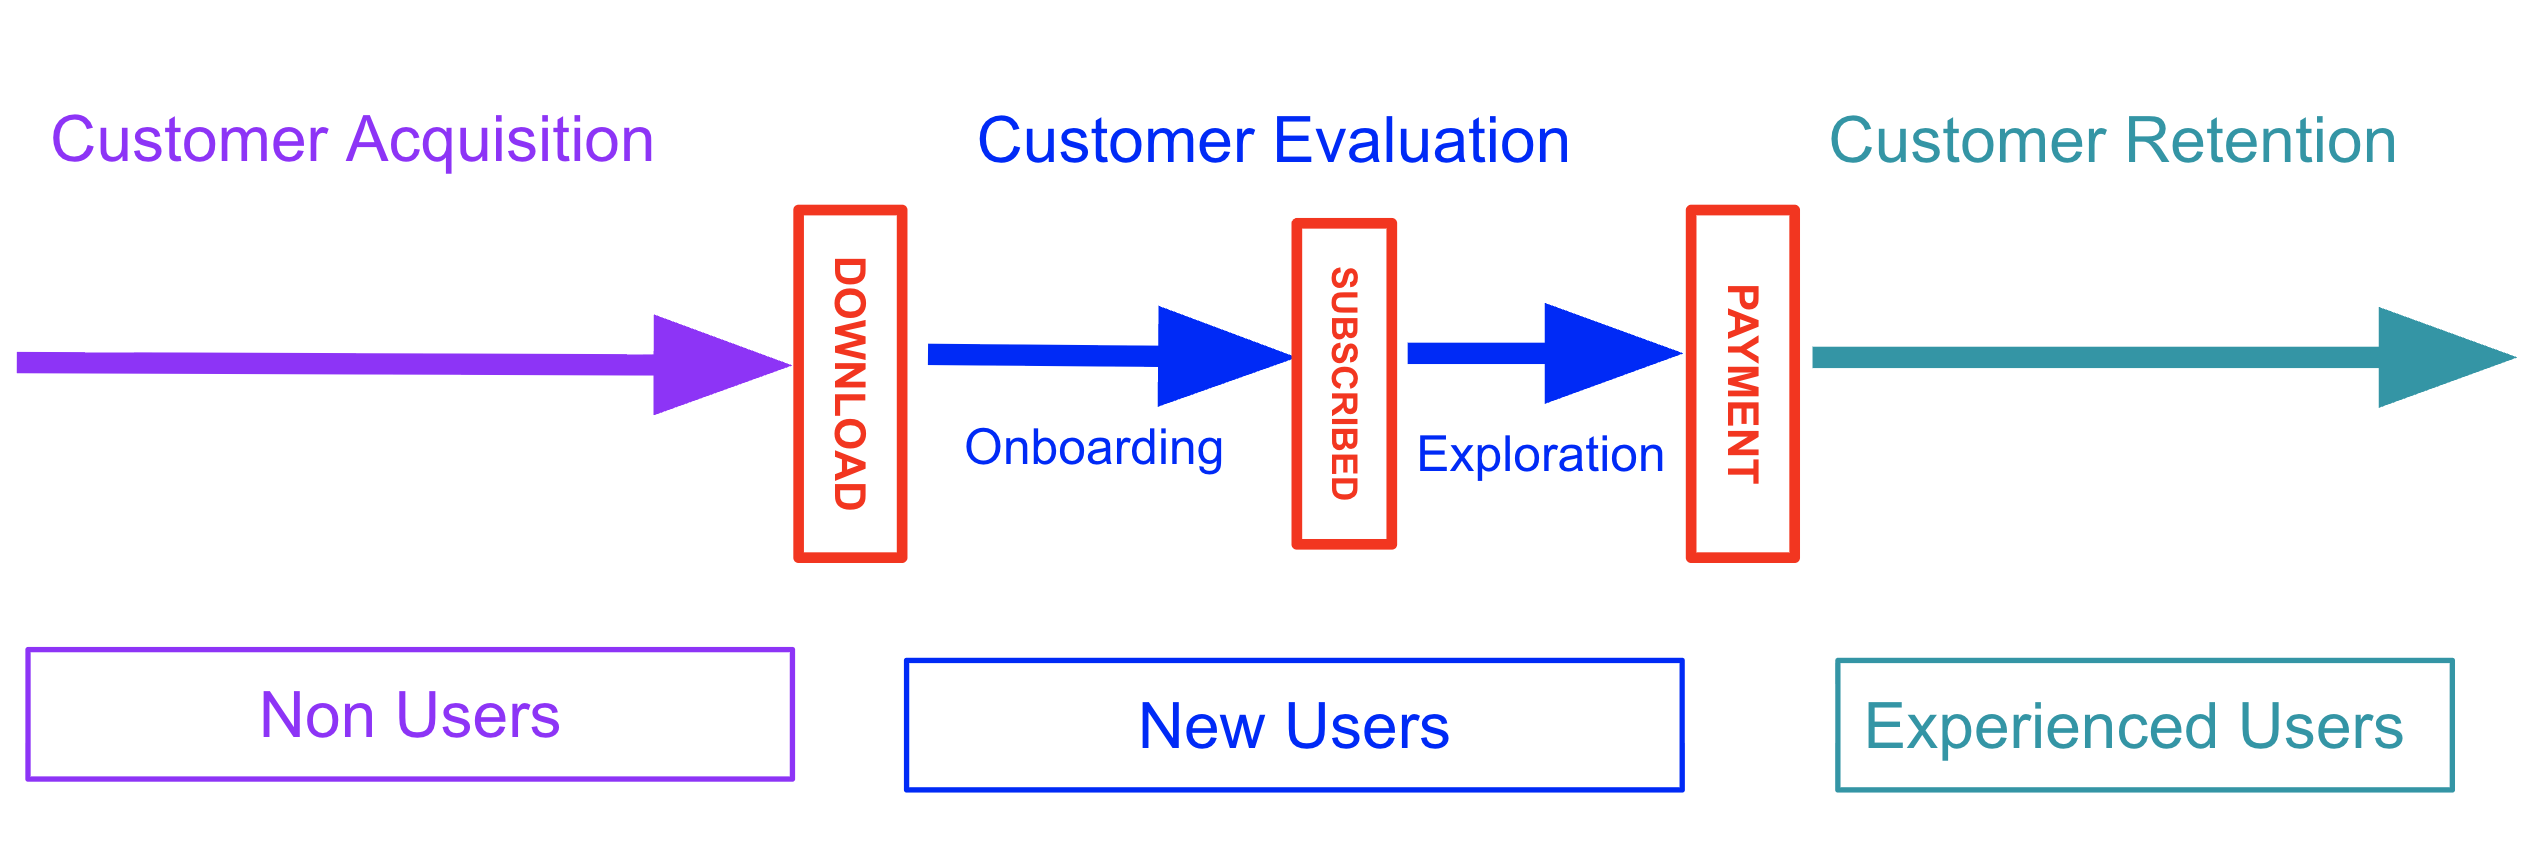 Customer Acquisition
Customer Evaluation
Customer Retention
DOWNLOAD
SUBSCRIBED
PAYMENT
Onboarding
Exploration
Non Users
New Users
Experienced Users